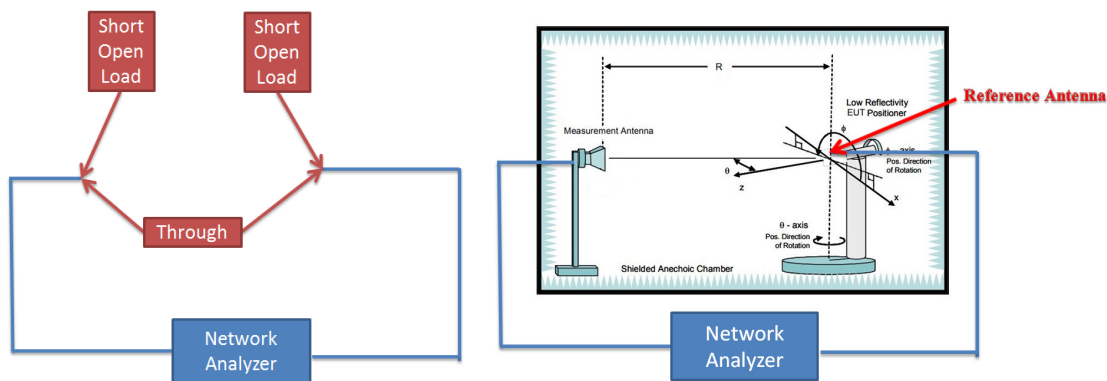 Short
Open
Load
Short
Open
Load
Through
Network
Analyzer
R
Reference Antenna
Low Reflectivity
EUT Positioner
Measurement Antenna
ϕ
ϕ - axis
Pos. Direction
of Rotation
θ
z
x
θ - axis
Pos. Direction
of Rotation
Shielded Anechoic Chamber
Network
Analyzer